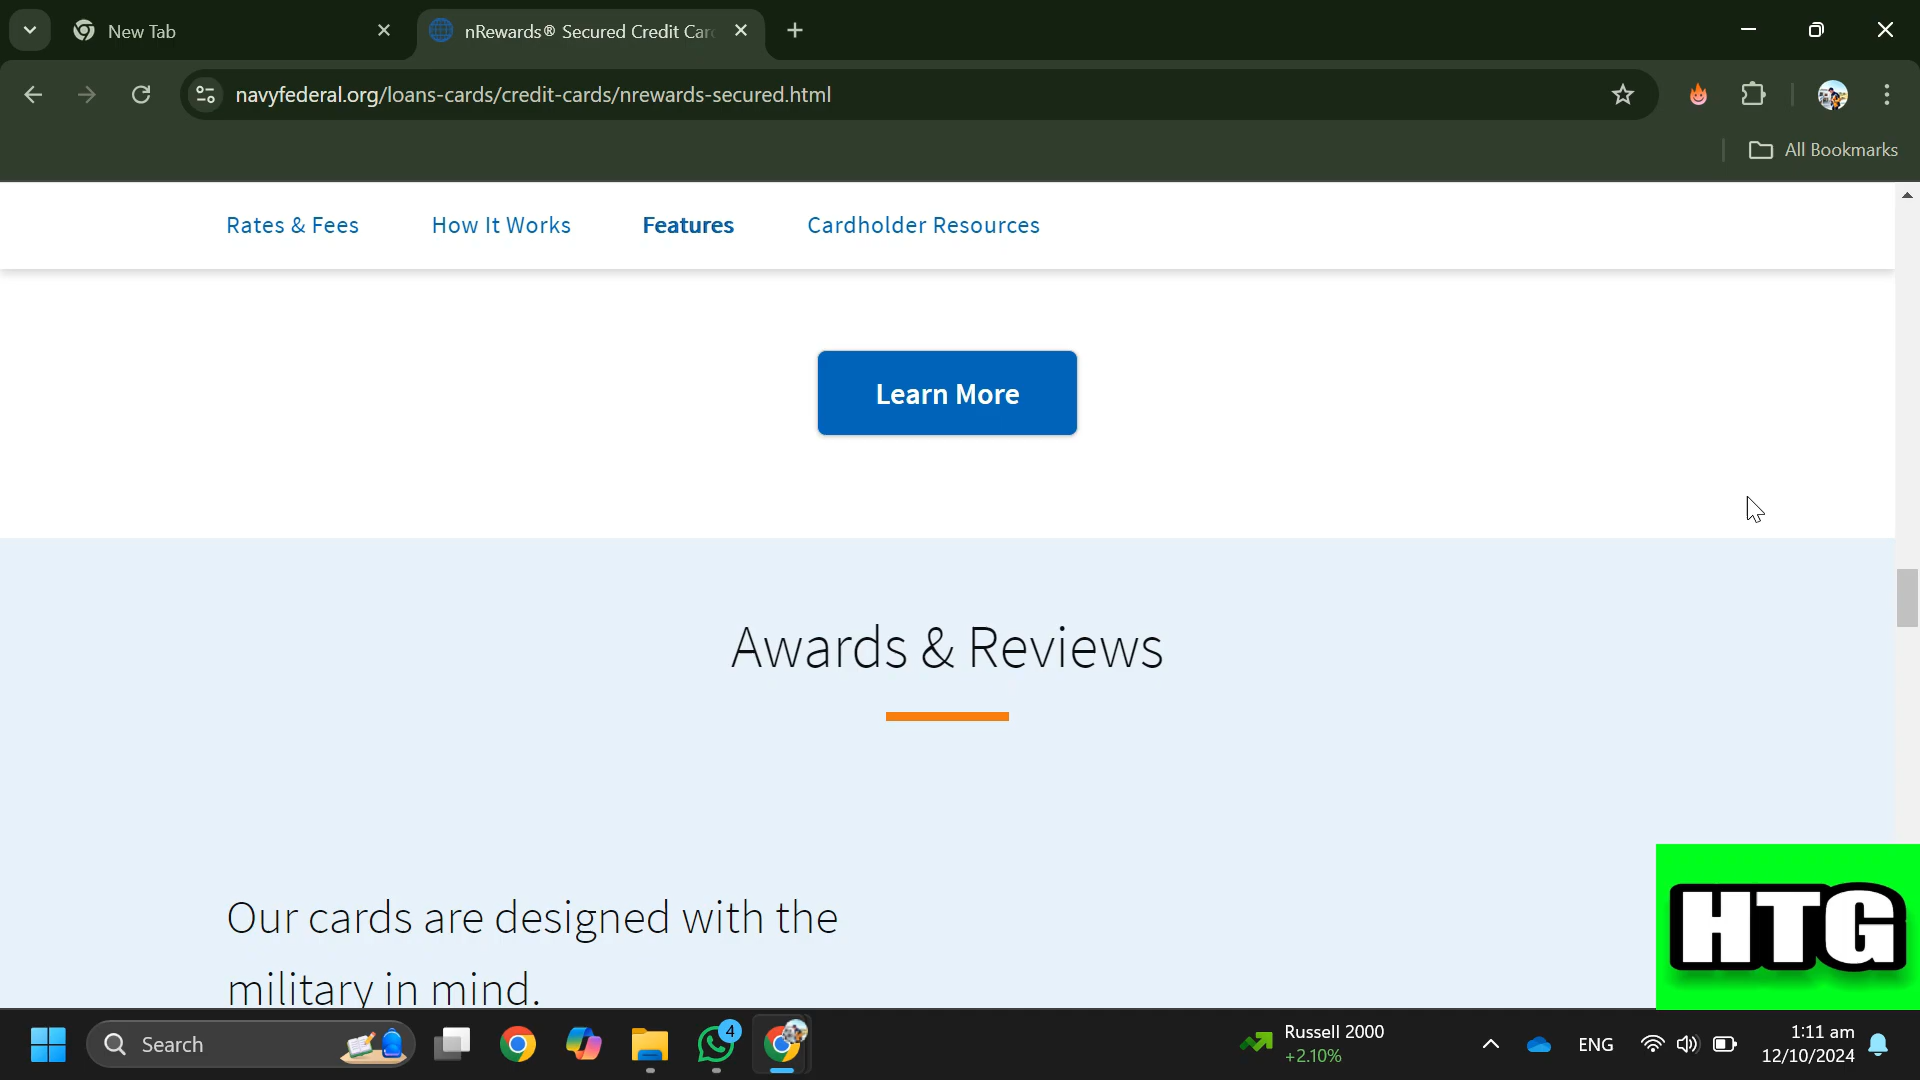 New Tab
nRewards® Secured Credit Car
navyfederal.org/loans-cards/credit-cards/nrewards-secured.html
All Bookmarks
Rates & Fees
How It Works
Features
Cardholder Resources
Learn More
Awards & Reviews
Our cards are designed with the
military in mind.
HTG
Search
4
Russell 2000
+2.10%
ENG
1:11 am
12/10/2024